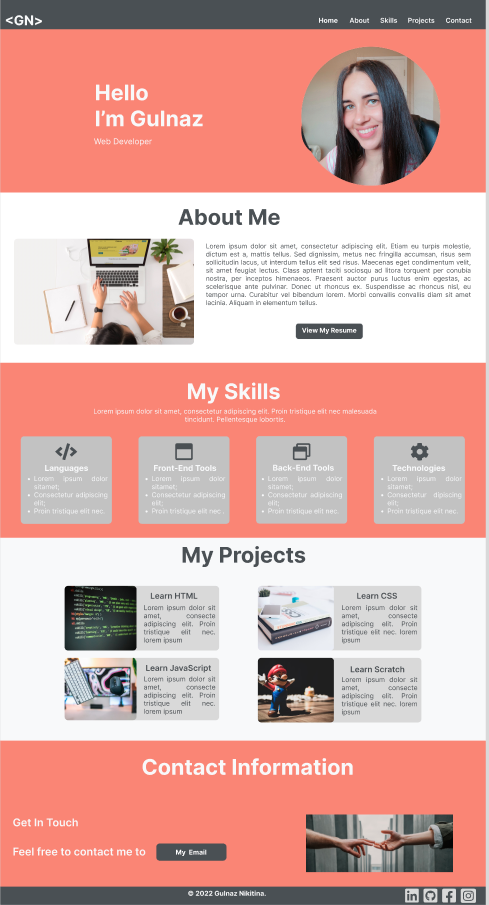 <GN>
Home About Skills Projects Contact
Hello
I'm Gulnaz
Web Developer
About Me
Lorem ipsum dolor sit amet, consectetur adipiscing elit. Etiam eu turpis molestie,
dictum est a, mattis tellus. Sed dignissim, metus nec fringilla accumsan, risus sem
sollicitudin lacus, ut interdum tellus elit sed risus. Maecenas eget condimentum velit,
sit amet feugiat lectus. Class aptent taciti sociosqu ad litora torquent per conubia
nostra, per inceptos himenaeos. Praesent auctor purus luctus enim egestas, ac
scelerisque ante pulvinar. Donec ut rhoncus ex. Suspendisse ac rhoncus nisl, eu
tempor urna. Curabitur vel bibendum lorem. Morbi convallis convallis diam sit amet
lacinia. Aliquam in elementum tellus.
View My Resume
My Skills
Lorem ipsum dolor sit amet, consectetur adipiscing elit. Proin tristique elit nec malesuada
tincidunt. Pellentesque lobortis.
Languages
• Lorem ipsum dolor
sitamet;
• Consectetur adipiscing
elit;
• Proin tristique elit nec.
Front-End Tools
• Lorem ipsum dolor
sitamet;
• Consectetur adipiscing
elit;
• Proin tristique elit nec.
Back-End Tools
• Lorem ipsum dolor
sitamet;
• Consectetur adipiscing
elit;
• Proin tristique elit nec.
Technologies
• Lorem ipsum dolor
sitamet;
• Consectetur dipiscing
elit;
• Proin tristique elit nec.
My Projects
Learn HTML
Lorem ipsum dolor sit
amet, consecte
adipiscing elit. Proin
tristique elit nec.
lorem ipsum
Learn CSS
Lorem ipsum dolor sit
amet, consecte
adipiscing elit. Proin
tristique elit nec. lorem
ipsum
Learn JavaScript
Lorem ipsum dolor sit
amet, consecte
adipiscing elit. Proin
tristique elit nec.
lorem ipsum
Learn Scratch
Lorem ipsum dolor sit
amet, consecte
adipiscing elit. Proin
tristique elit nec. lorem
ipsum
Contact Information
Get In Touch
Feel free to contact me to
My Email
© 2022 Gulnaz Nikitina.